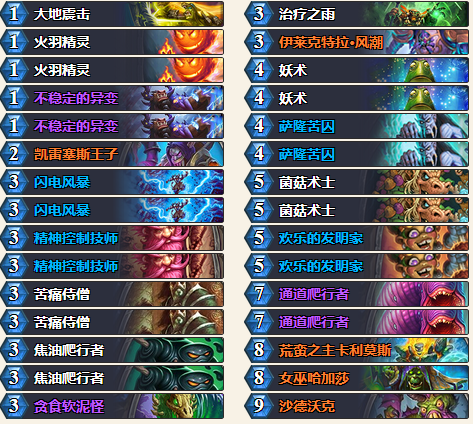 1 大地震击
1 火羽精灵
1 火羽精灵
1 不稳定的异变
1 不稳定的异变
2 凯雷塞斯王子
3 闪电风暴
3 闪电风暴
3 精神控制技师
3 精神控制技师
3 苦痛侍僧
3 苦痛侍僧
3 焦油爬行者
3 焦油爬行者
3 贪食软泥怪
3 治疗之雨
3 伊莱克特拉·风潮
4 妖术
4 妖术
4 萨隆苦囚
4 萨隆苦囚
5 菌菇术士
5 菌菇术士
5 欢乐的发明家
5 欢乐的发明家
7 通道爬行者
7 通道爬行者
8 荒蛮之主卡利莫斯
8 女巫哈加莎
9 沙德沃克